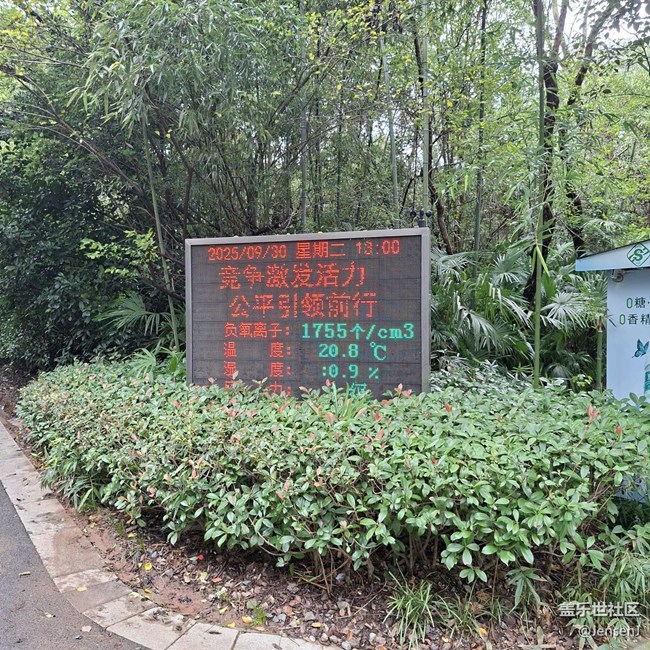 2025/09/30 星期二 13:00
竞争激发活力
公平引领前行
负氧离子: 1755个/cm3
温 度: 20.8 ℃
湿 度: :0.9 %
力: 级
S
0糖
0香精
盖乐世社区
@JensenJ